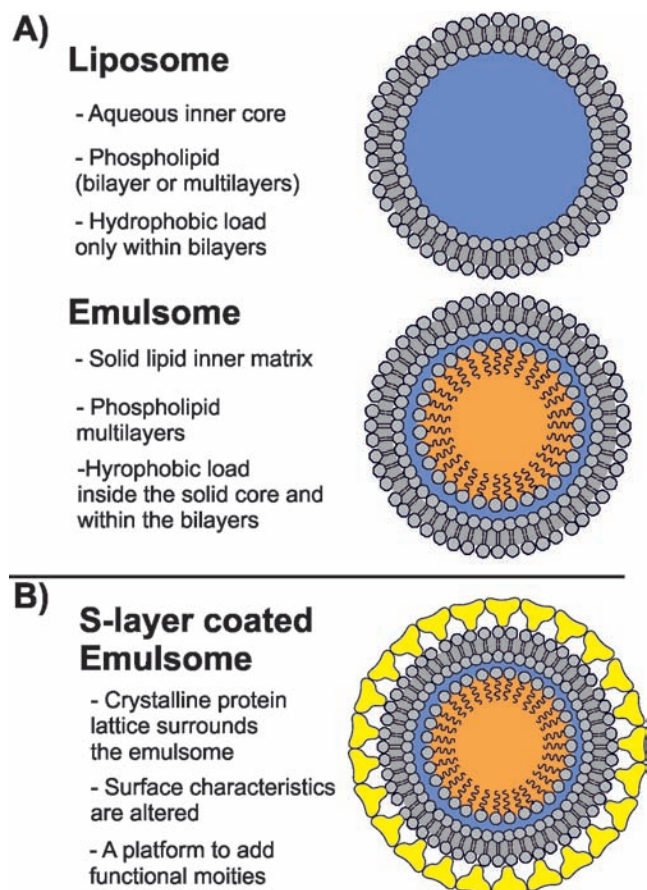 A)
Liposome
- Aqueous inner core
- Phospholipid
(bilayer or multilayers)
- Hydrophobic load
only within bilayers
Emulsome
- Solid lipid inner matrix
- Phospholipid
multilayers
-Hyrophobic load
inside the solid core and
within the bilayers
B)
S-layer coated
Emulsome
- Crystalline protein
lattice surrounds
the emulsome
- Surface characteristics
are altered
- A platform to add
functional moities